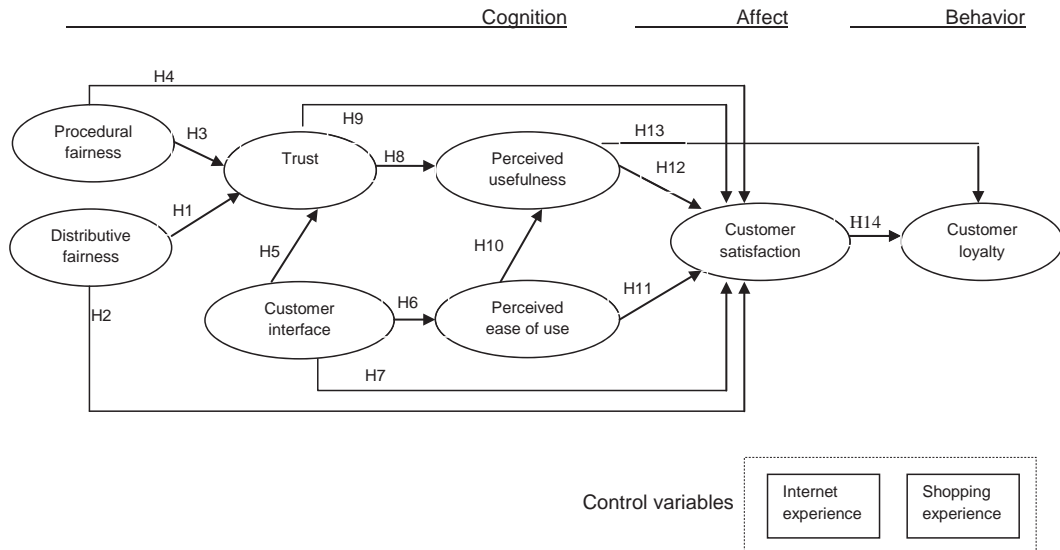 Cognition Affect Behavior
H4
H9
H13
Procedural
fairness
H3
Trust
H8
Perceived
usefulness
H12
H1
Distributive
fairness
H5
H10
Customer
satisfaction
H14
Customer
loyalty
H2
Customer
interface
H6
Perceived
ease of use
H11
H7
Control variables
Internet
experience
Shopping
experience